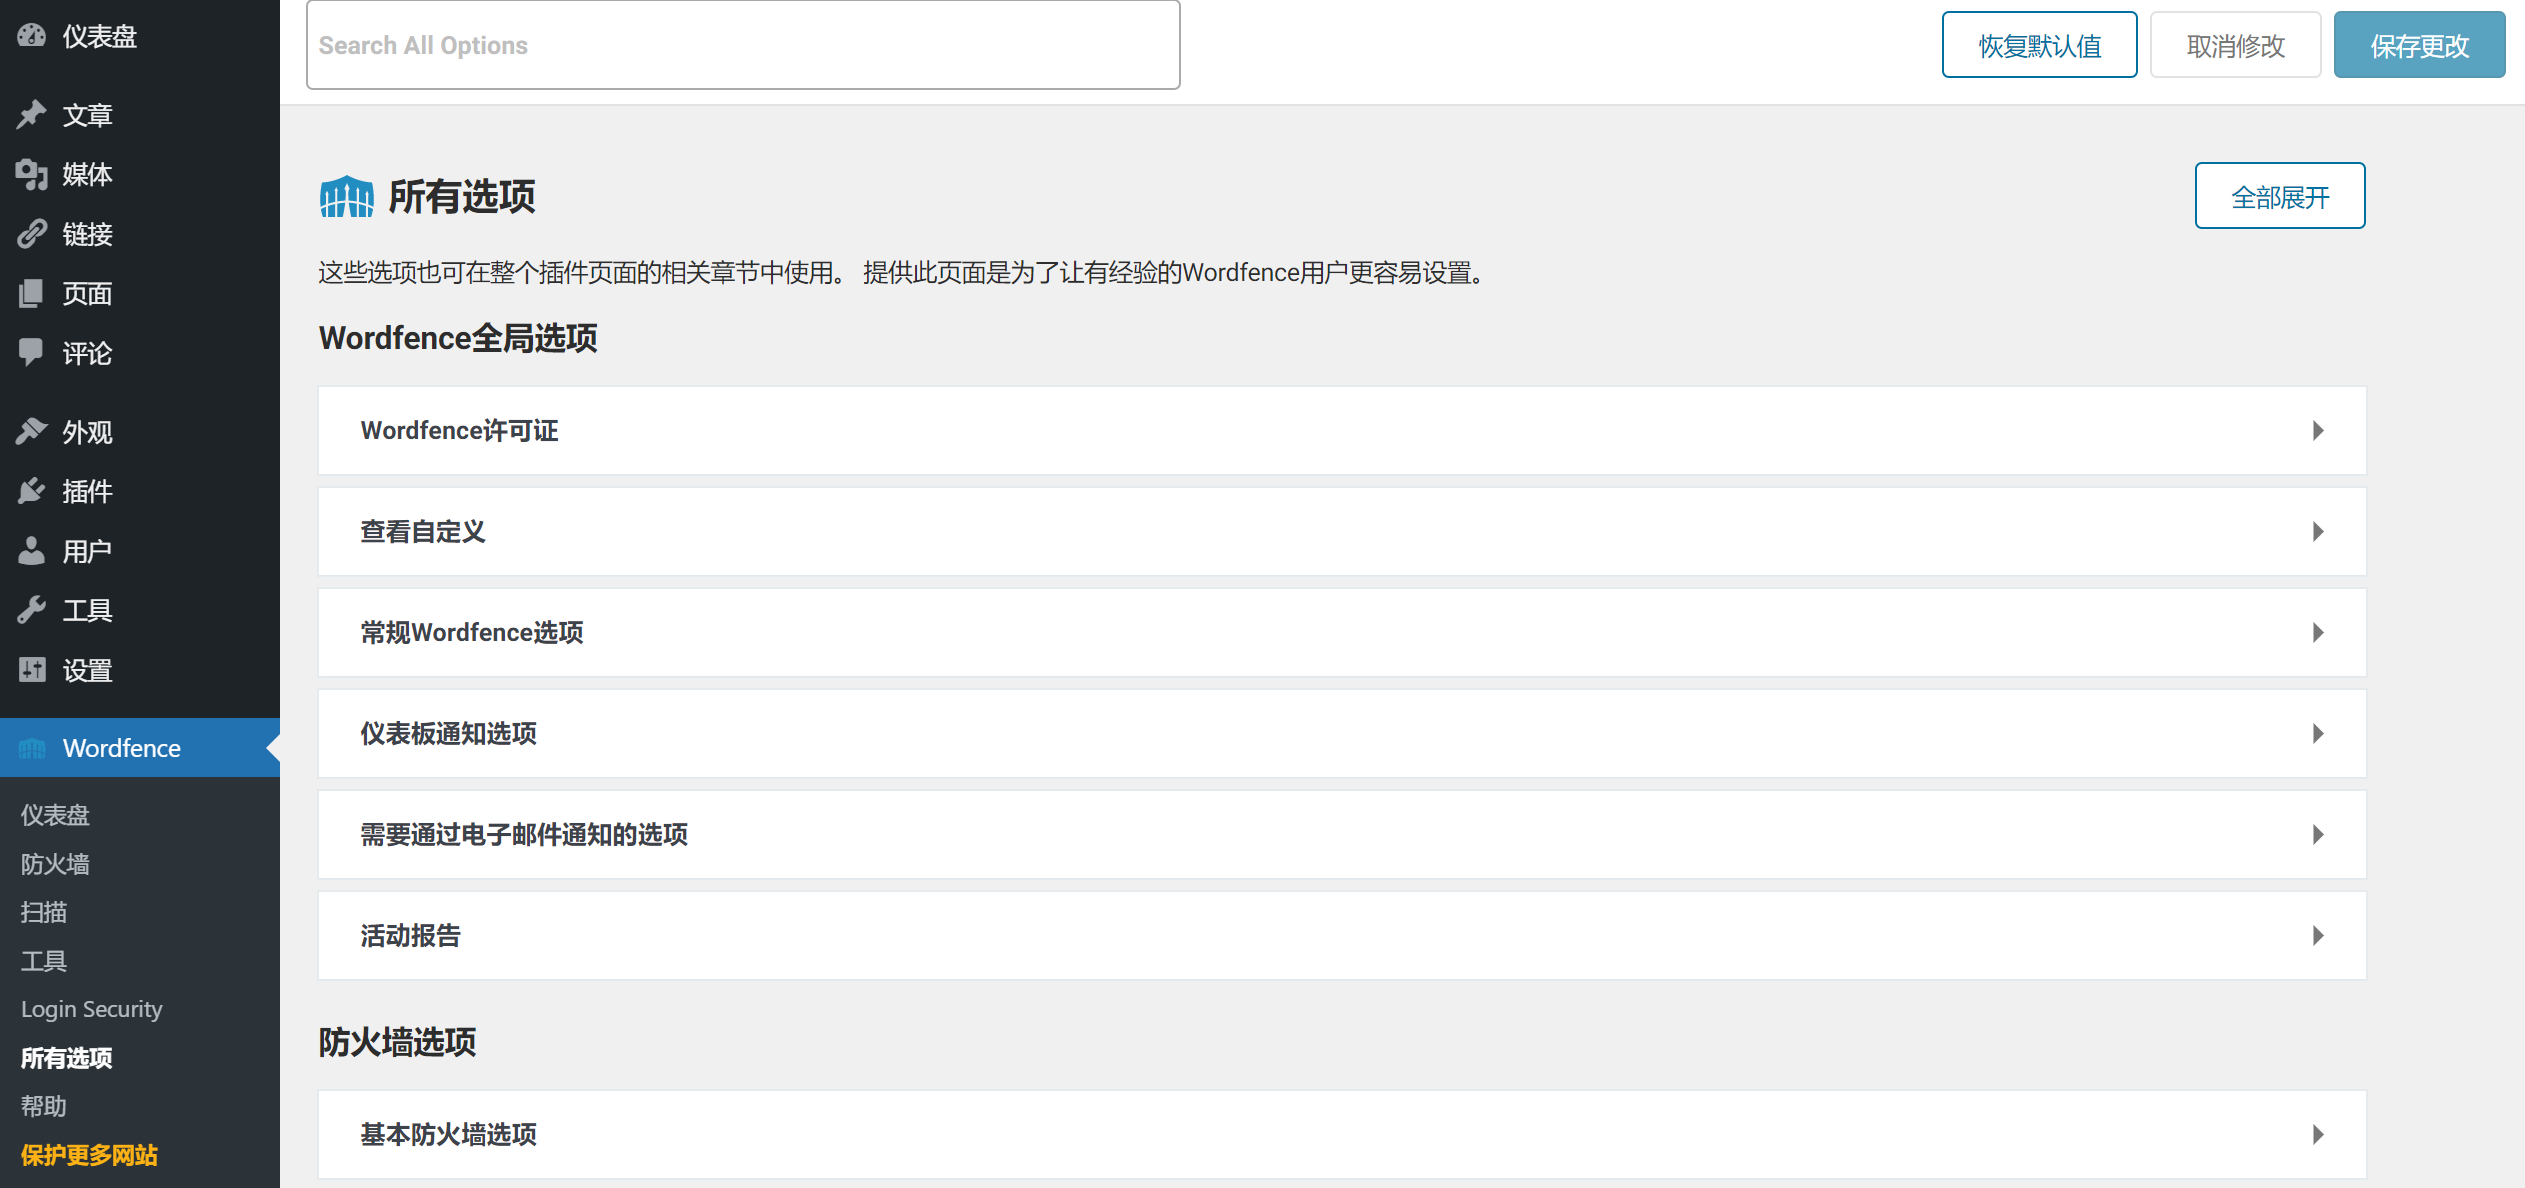 仪表盘
文章
媒体
链接
页面
评论
外观
插件
用户
工具
设置
Wordfence
仪表盘
防火墙
扫描
工具
Login Security
所有选项
帮助
保护更多网站
Search All Options
恢复默认值
取消修改
保存更改
所有选项
全部展开
这些选项也可在整个插件页面的相关章节中使用。 提供此页面是为了让有经验的Wordfence用户更容易设置。
Wordfence全局选项
Wordfence许可证
查看自定义
常规Wordfence选项
仪表板通知选项
需要通过电子邮件通知的选项
活动报告
防火墙选项
基本防火墙选项